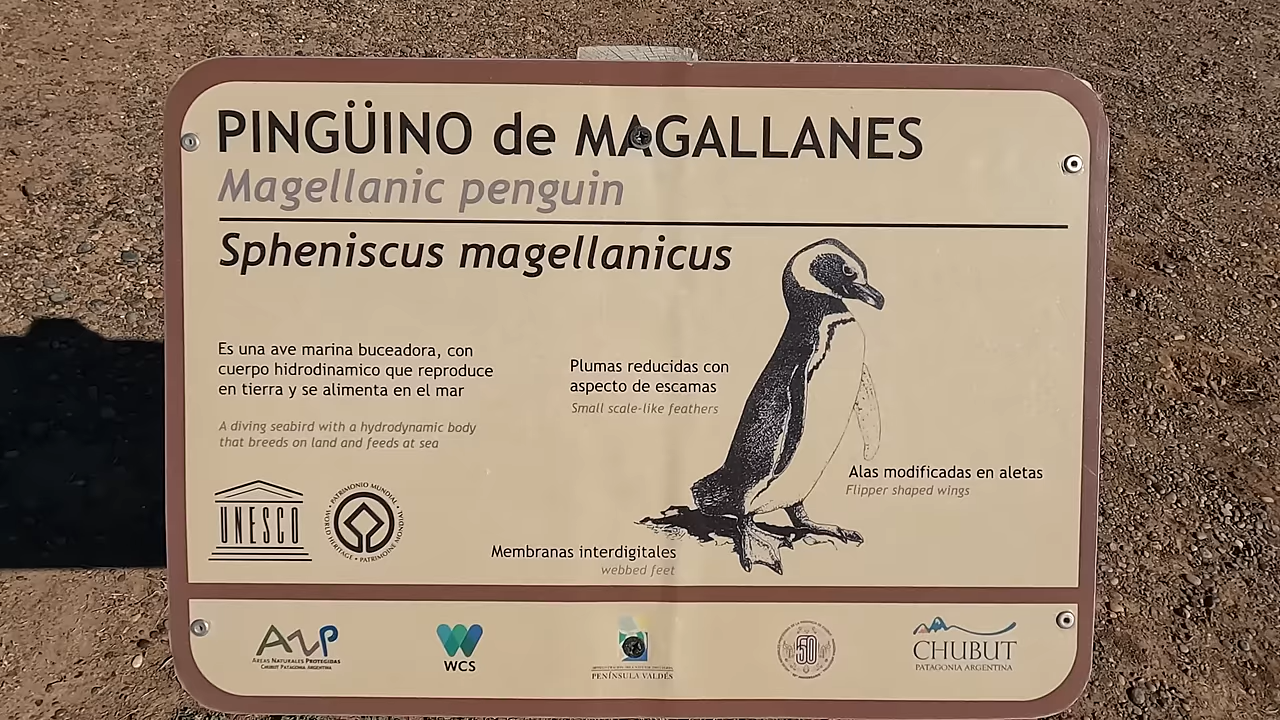 PINGÜINO de MAGALLANES
Magellanic penguin
Spheniscus magellanicus
Es una ave marina buceadora, con
cuerpo hidrodinamico que reproduce
en tierra y se alimenta en el mar
A diving seabird with a hydrodynamic body
that breeds on land and feeds at sea
Plumas reducidas con
aspecto de escamas
Small scale-like feathers
Alas modificadas en aletas
Flipper shaped wings
Membranas interdigitales
webbed feet
UNESCO
PATRIMONIO MUNDIAL
WORLD HERITAGE
PATRIMOINE MONDIAL
ANP
AREAS NATURALES PROTEGIDAS
CHUBUT PATAGONIA ARGENTINA
WCS
PENÍNSULA VALDÉS
50
CHUBUT
PATAGONIA ARGENTINA